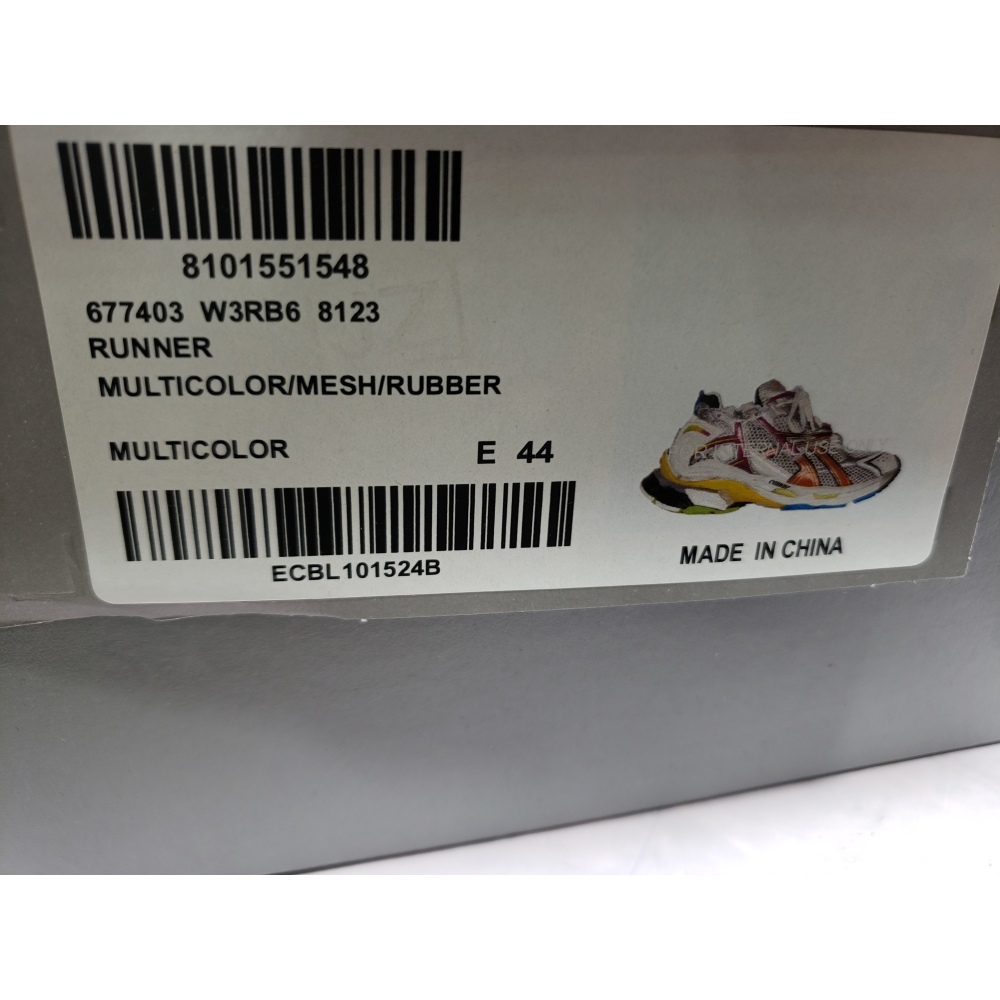 8101551548
677403 W3RB6 8123
RUNNER
MULTICOLOR/MESH/RUBBER
MULTICOLOR E 44
ECBL101524B
MADE IN CHINA